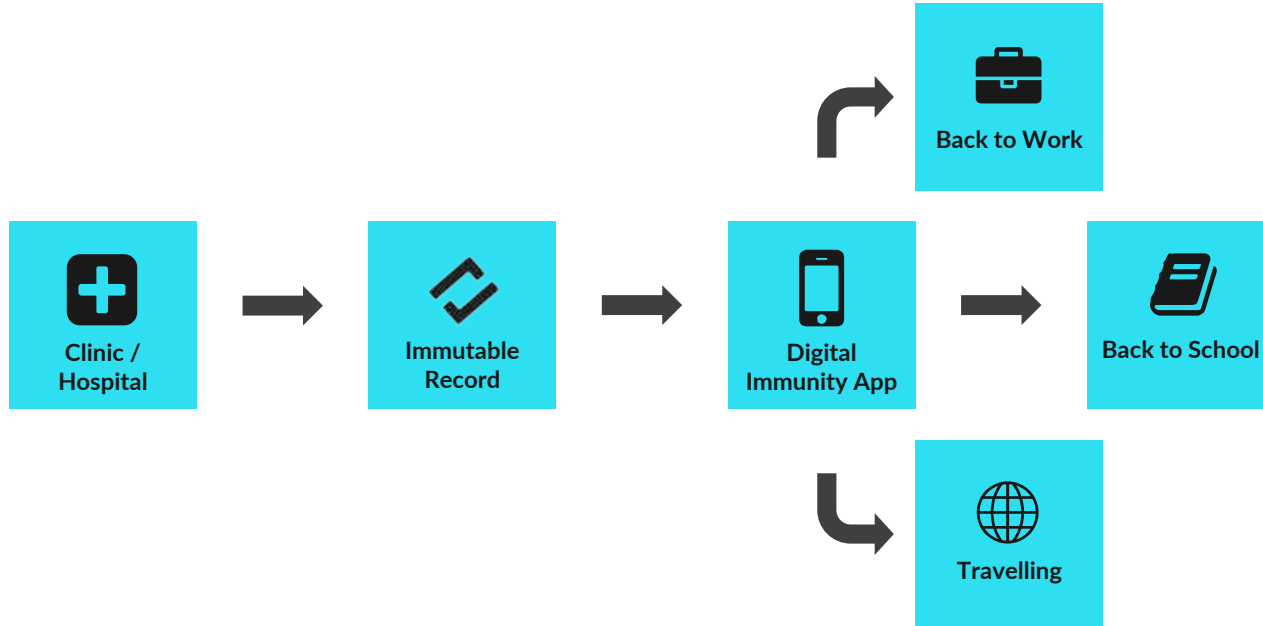 Back to Work
Clinic /
Hospital
Immutable
Record
Digital
Immunity App
Back to School
Travelling